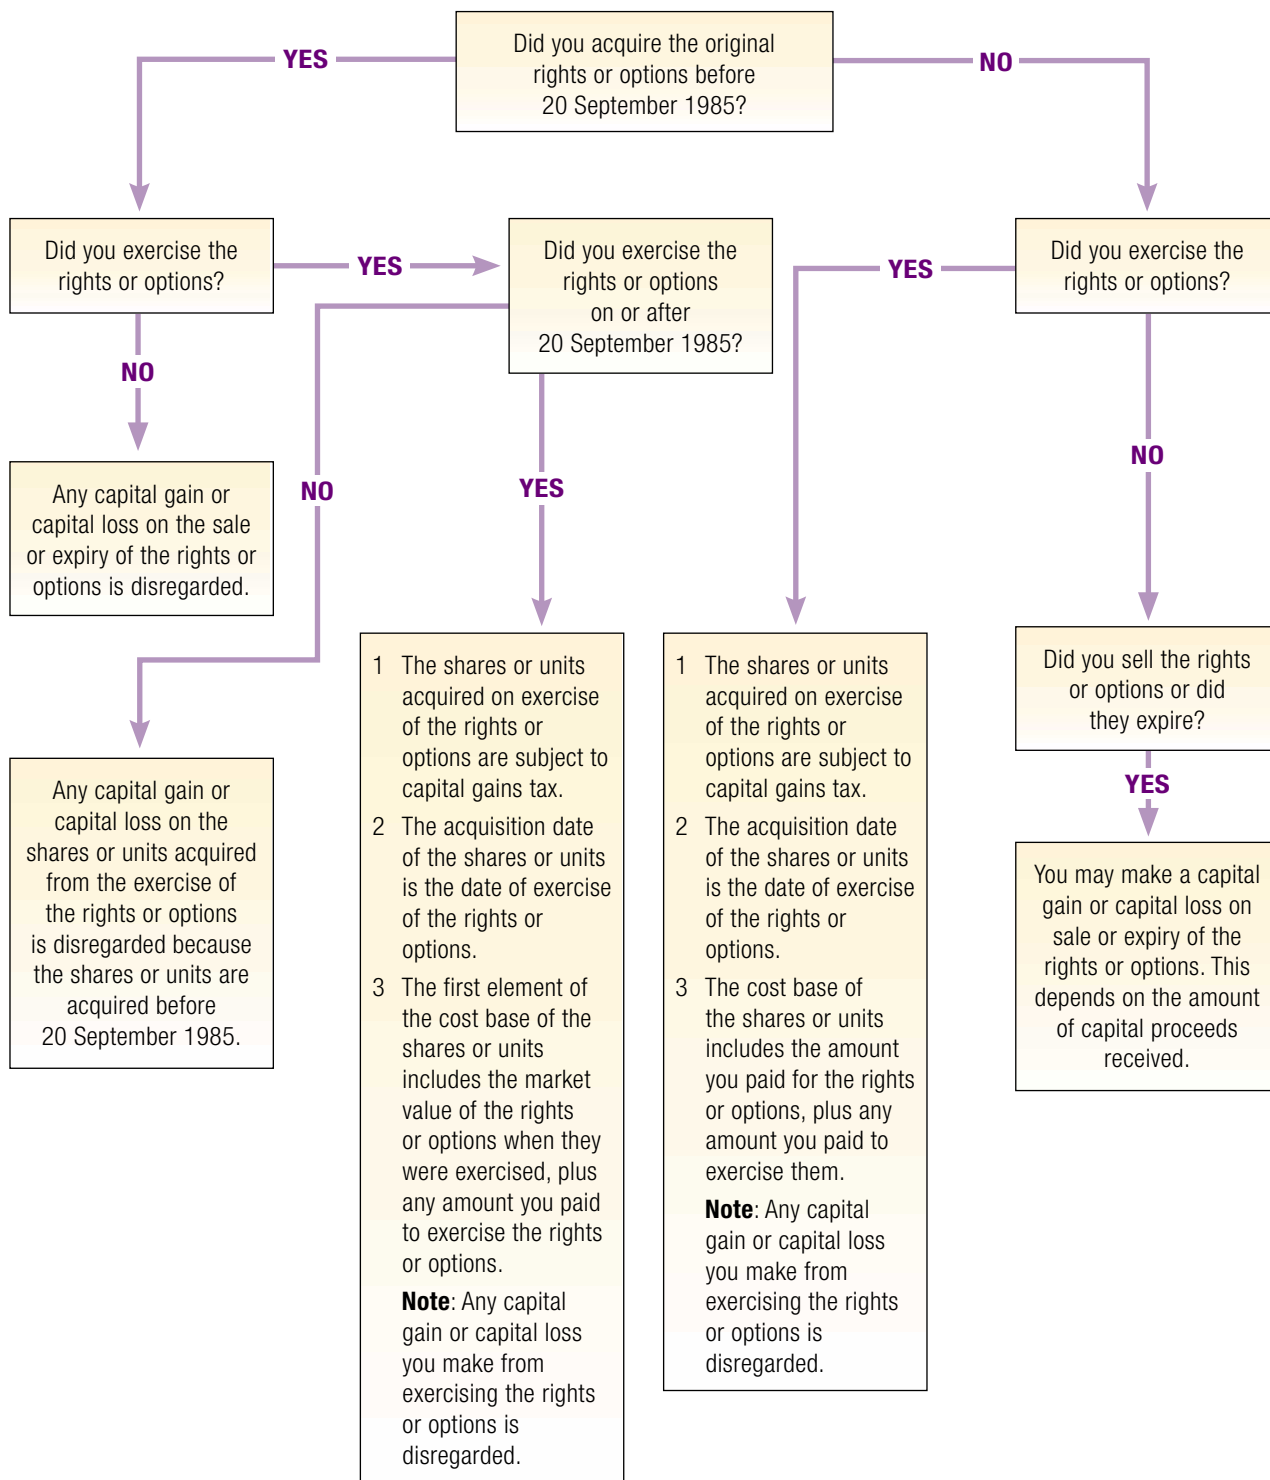 Did you acquire the original
rights or options before
20 September 1985?
YES
NO
Did you exercise the
rights or options?
YES
Did you exercise the
rights or options
on or after
20 September 1985?
YES
Did you exercise the
rights or options?
NO
Any capital gain or
capital loss on the sale
or expiry of the rights or
options is disregarded.
NO
YES
NO
Any capital gain or
capital loss on the
shares or units acquired
from the exercise of
the rights or options
is disregarded because
the shares or units are
acquired before
20 September 1985.
1 The shares or units
acquired on exercise
of the rights or
options are subject to
capital gains tax.
2 The acquisition date
of the shares or units
is the date of exercise
of the rights or
options.
3 The first element of
the cost base of the
shares or units
includes the market
value of the rights
or options when they
were exercised, plus
any amount you paid
to exercise the rights
or options.
Note: Any capital
gain or capital loss
you make from
exercising the rights
or options is
disregarded.
1 The shares or units
acquired on exercise
of the rights or
options are subject to
capital gains tax.
2 The acquisition date
of the shares or units
is the date of exercise
of the rights or
options.
3 The cost base of
the shares or units
includes the amount
you paid for the rights
or options, plus any
amount you paid to
exercise them.
Note: Any capital
gain or capital loss
you make from
exercising the rights
or options is
disregarded.
Did you sell the rights
or options or did
they expire?
YES
You may make a capital
gain or capital loss on
sale or expiry of the
rights or options. This
depends on the amount
of capital proceeds
received.